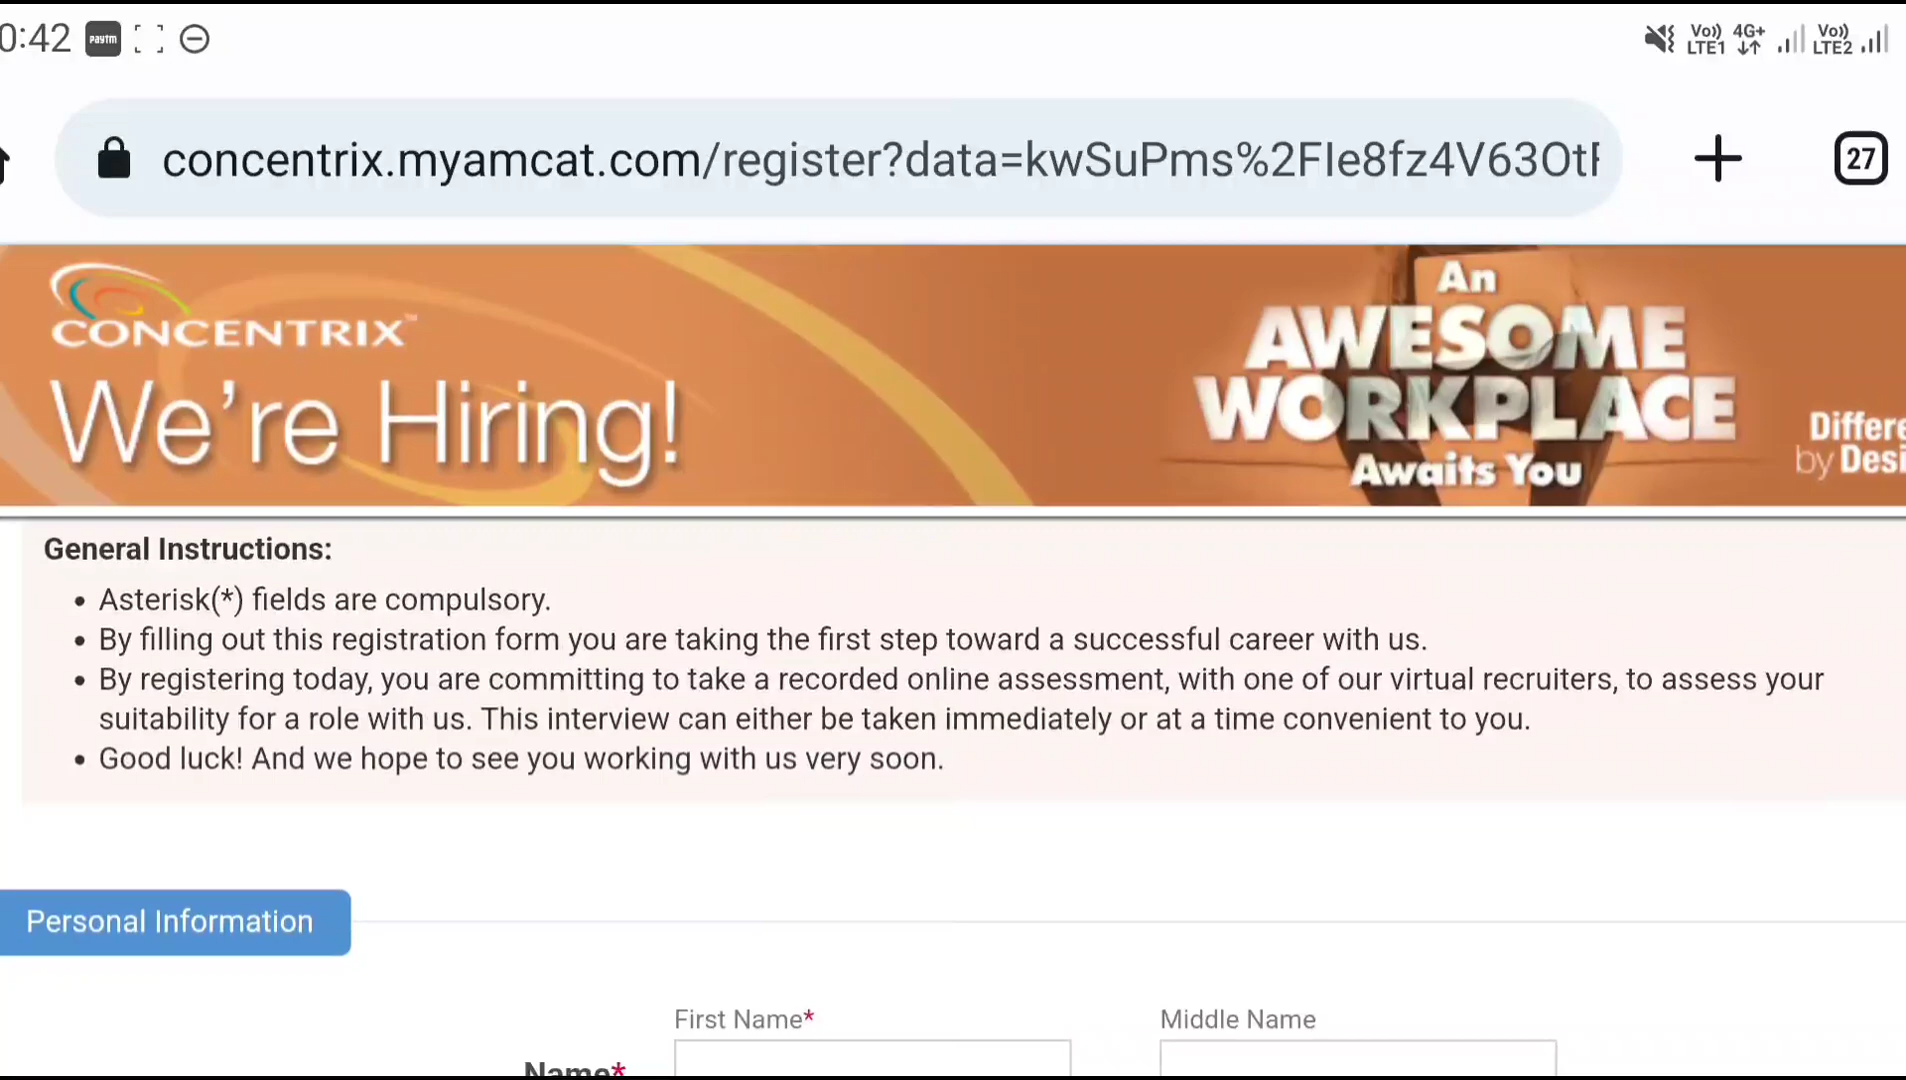 0:42 paytm Vo)) LTE1 4G+ Vo)) LTE2
concentrix.myamcat.com/register?data=kwSuPms%2FIe8fz4V63Ot
27
CONCENTRIX™
We're Hiring!
An
AWESOME
WORKPLACE
Awaits You
Differe
by Desi
General Instructions:
• Asterisk(*) fields are compulsory.
• By filling out this registration form you are taking the first step toward a successful career with us.
• By registering today, you are committing to take a recorded online assessment, with one of our virtual recruiters, to assess your
suitability for a role with us. This interview can either be taken immediately or at a time convenient to you.
• Good luck! And we hope to see you working with us very soon.
Personal Information
First Name* Middle Name
Name*